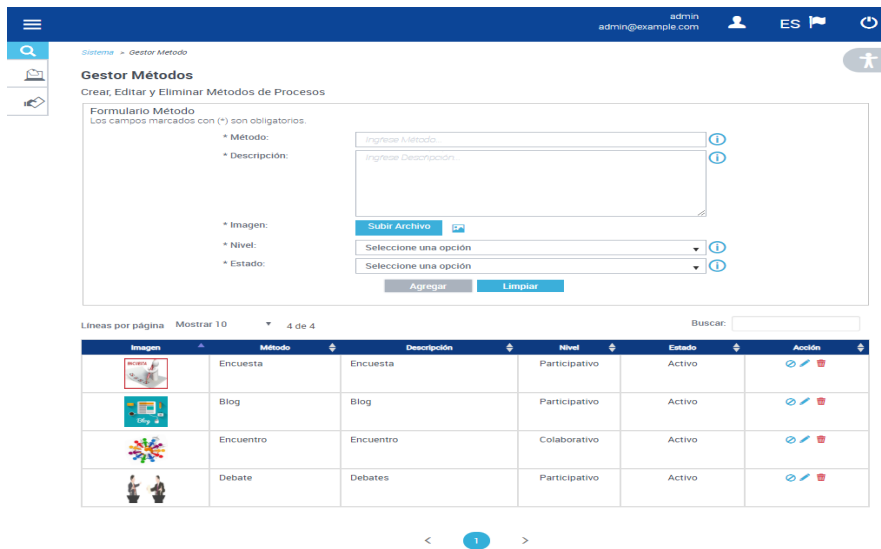 admin
admin@example.com
ES
Sistema » Gestor Método
Gestor Métodos
Crear, Editar y Eliminar Métodos de Procesos
Formulario Método
Los campos marcados con (*) son obligatorios.
* Método:
Ingrese Método..
* Descripción:
Ingrese Descripción..
* Imagen:
Subir Archivo
* Nivel:
Seleccione una opción
* Estado:
Seleccione una opción
Agregar
Limpiar
Líneas por página Mostrar 10 4 de 4
Buscar:
Imagen Método Descripción Nivel Estado Acción
ENCUESTA
Encuesta Encuesta Participativo Activo
Blog
Blog Blog Participativo Activo
Encuentro Encuentro Colaborativo Activo
Debate Debates Participativo Activo
< 1 >